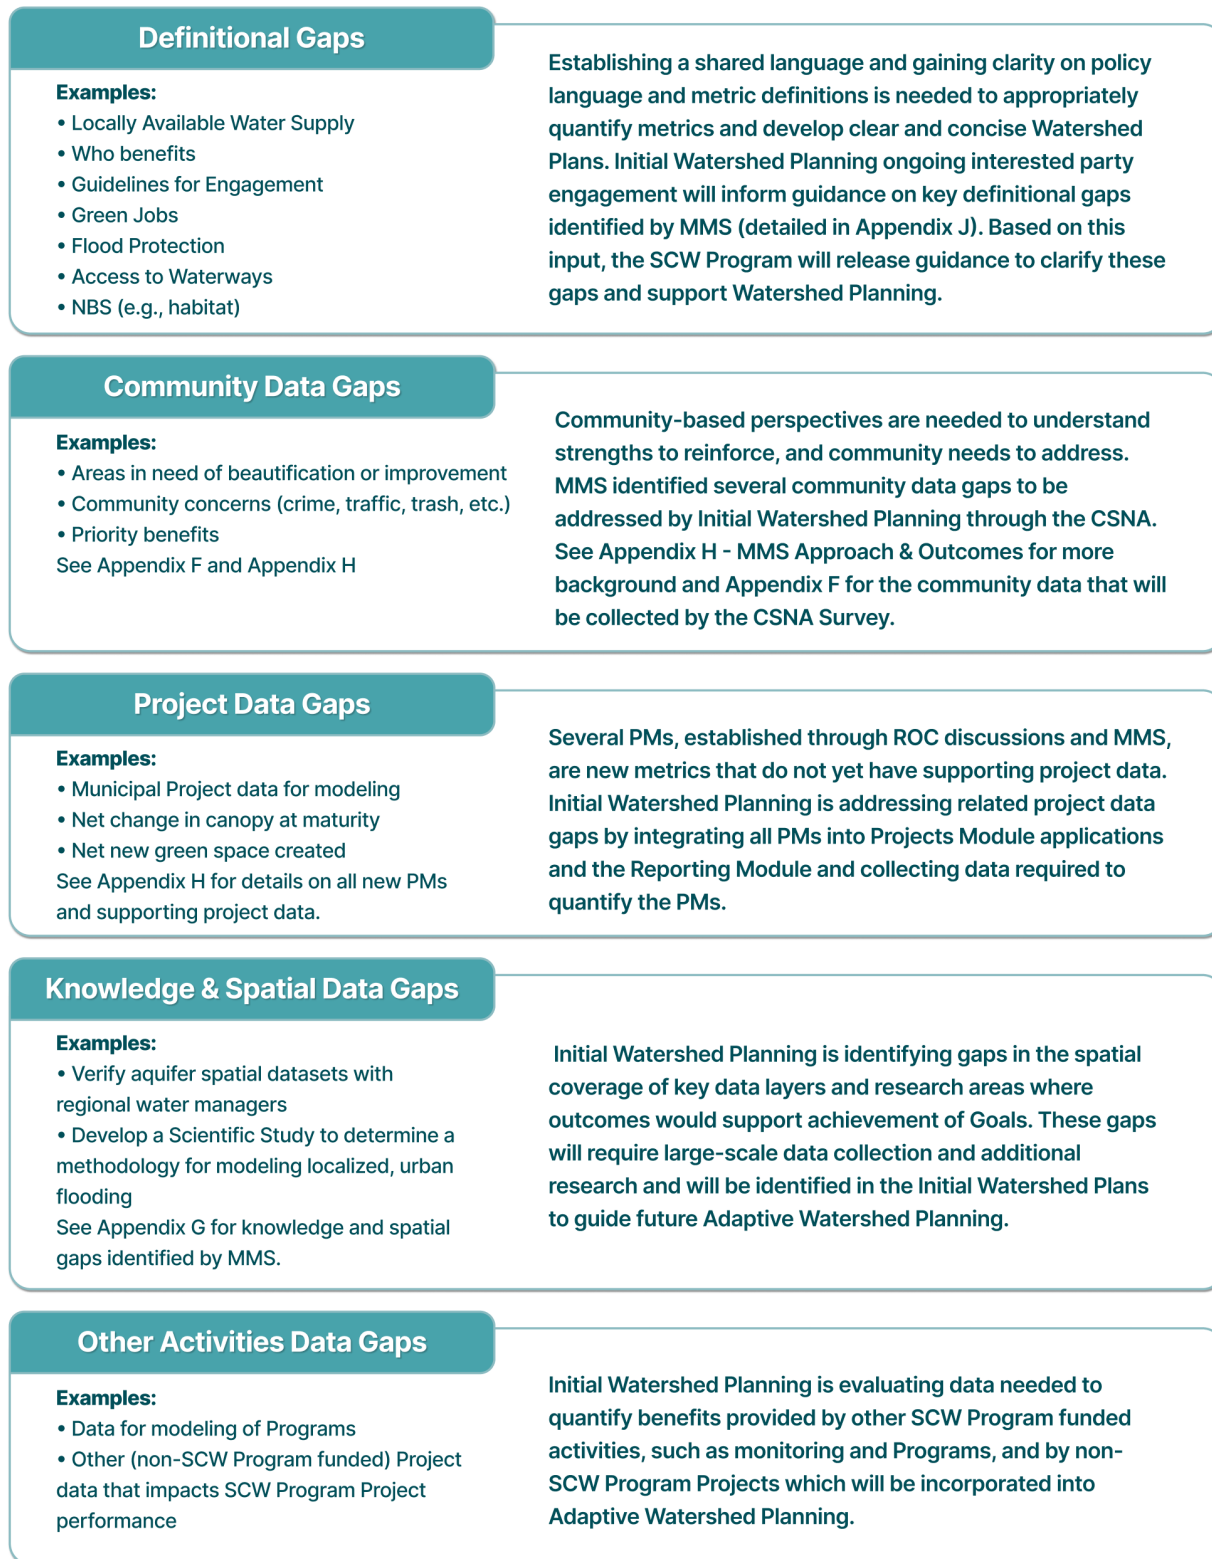 Definitional Gaps
Examples:
• Locally Available Water Supply
• Who benefits
• Guidelines for Engagement
• Green Jobs
• Flood Protection
• Access to Waterways
• NBS (e.g., habitat)
Establishing a shared language and gaining clarity on policy
language and metric definitions is needed to appropriately
quantify metrics and develop clear and concise Watershed
Plans. Initial Watershed Planning ongoing interested party
engagement will inform guidance on key definitional gaps
identified by MMS (detailed in Appendix J). Based on this
input, the SCW Program will release guidance to clarify these
gaps and support Watershed Planning.
Community Data Gaps
Examples:
• Areas in need of beautification or improvement
• Community concerns (crime, traffic, trash, etc.)
• Priority benefits
See Appendix F and Appendix H
Community-based perspectives are needed to understand
strengths to reinforce, and community needs to address.
MMS identified several community data gaps to be
addressed by Initial Watershed Planning through the CSNA.
See Appendix H - MMS Approach & Outcomes for more
background and Appendix F for the community data that will
be collected by the CSNA Survey.
Project Data Gaps
Examples:
• Municipal Project data for modeling
• Net change in canopy at maturity
• Net new green space created
See Appendix H for details on all new PMs
and supporting project data.
Several PMs, established through ROC discussions and MMS,
are new metrics that do not yet have supporting project data.
Initial Watershed Planning is addressing related project data
gaps by integrating all PMs into Projects Module applications
and the Reporting Module and collecting data required to
quantify the PMs.
Knowledge & Spatial Data Gaps
Examples:
• Verify aquifer spatial datasets with
regional water managers
• Develop a Scientific Study to determine a
methodology for modeling localized, urban
flooding
See Appendix G for knowledge and spatial
gaps identified by MMS.
Initial Watershed Planning is identifying gaps in the spatial
coverage of key data layers and research areas where
outcomes would support achievement of Goals. These gaps
will require large-scale data collection and additional
research and will be identified in the Initial Watershed Plans
to guide future Adaptive Watershed Planning.
Other Activities Data Gaps
Examples:
• Data for modeling of Programs
• Other (non-SCW Program funded) Project
data that impacts SCW Program Project
performance
Initial Watershed Planning is evaluating data needed to
quantify benefits provided by other SCW Program funded
activities, such as monitoring and Programs, and by non-
SCW Program Projects which will be incorporated into
Adaptive Watershed Planning.